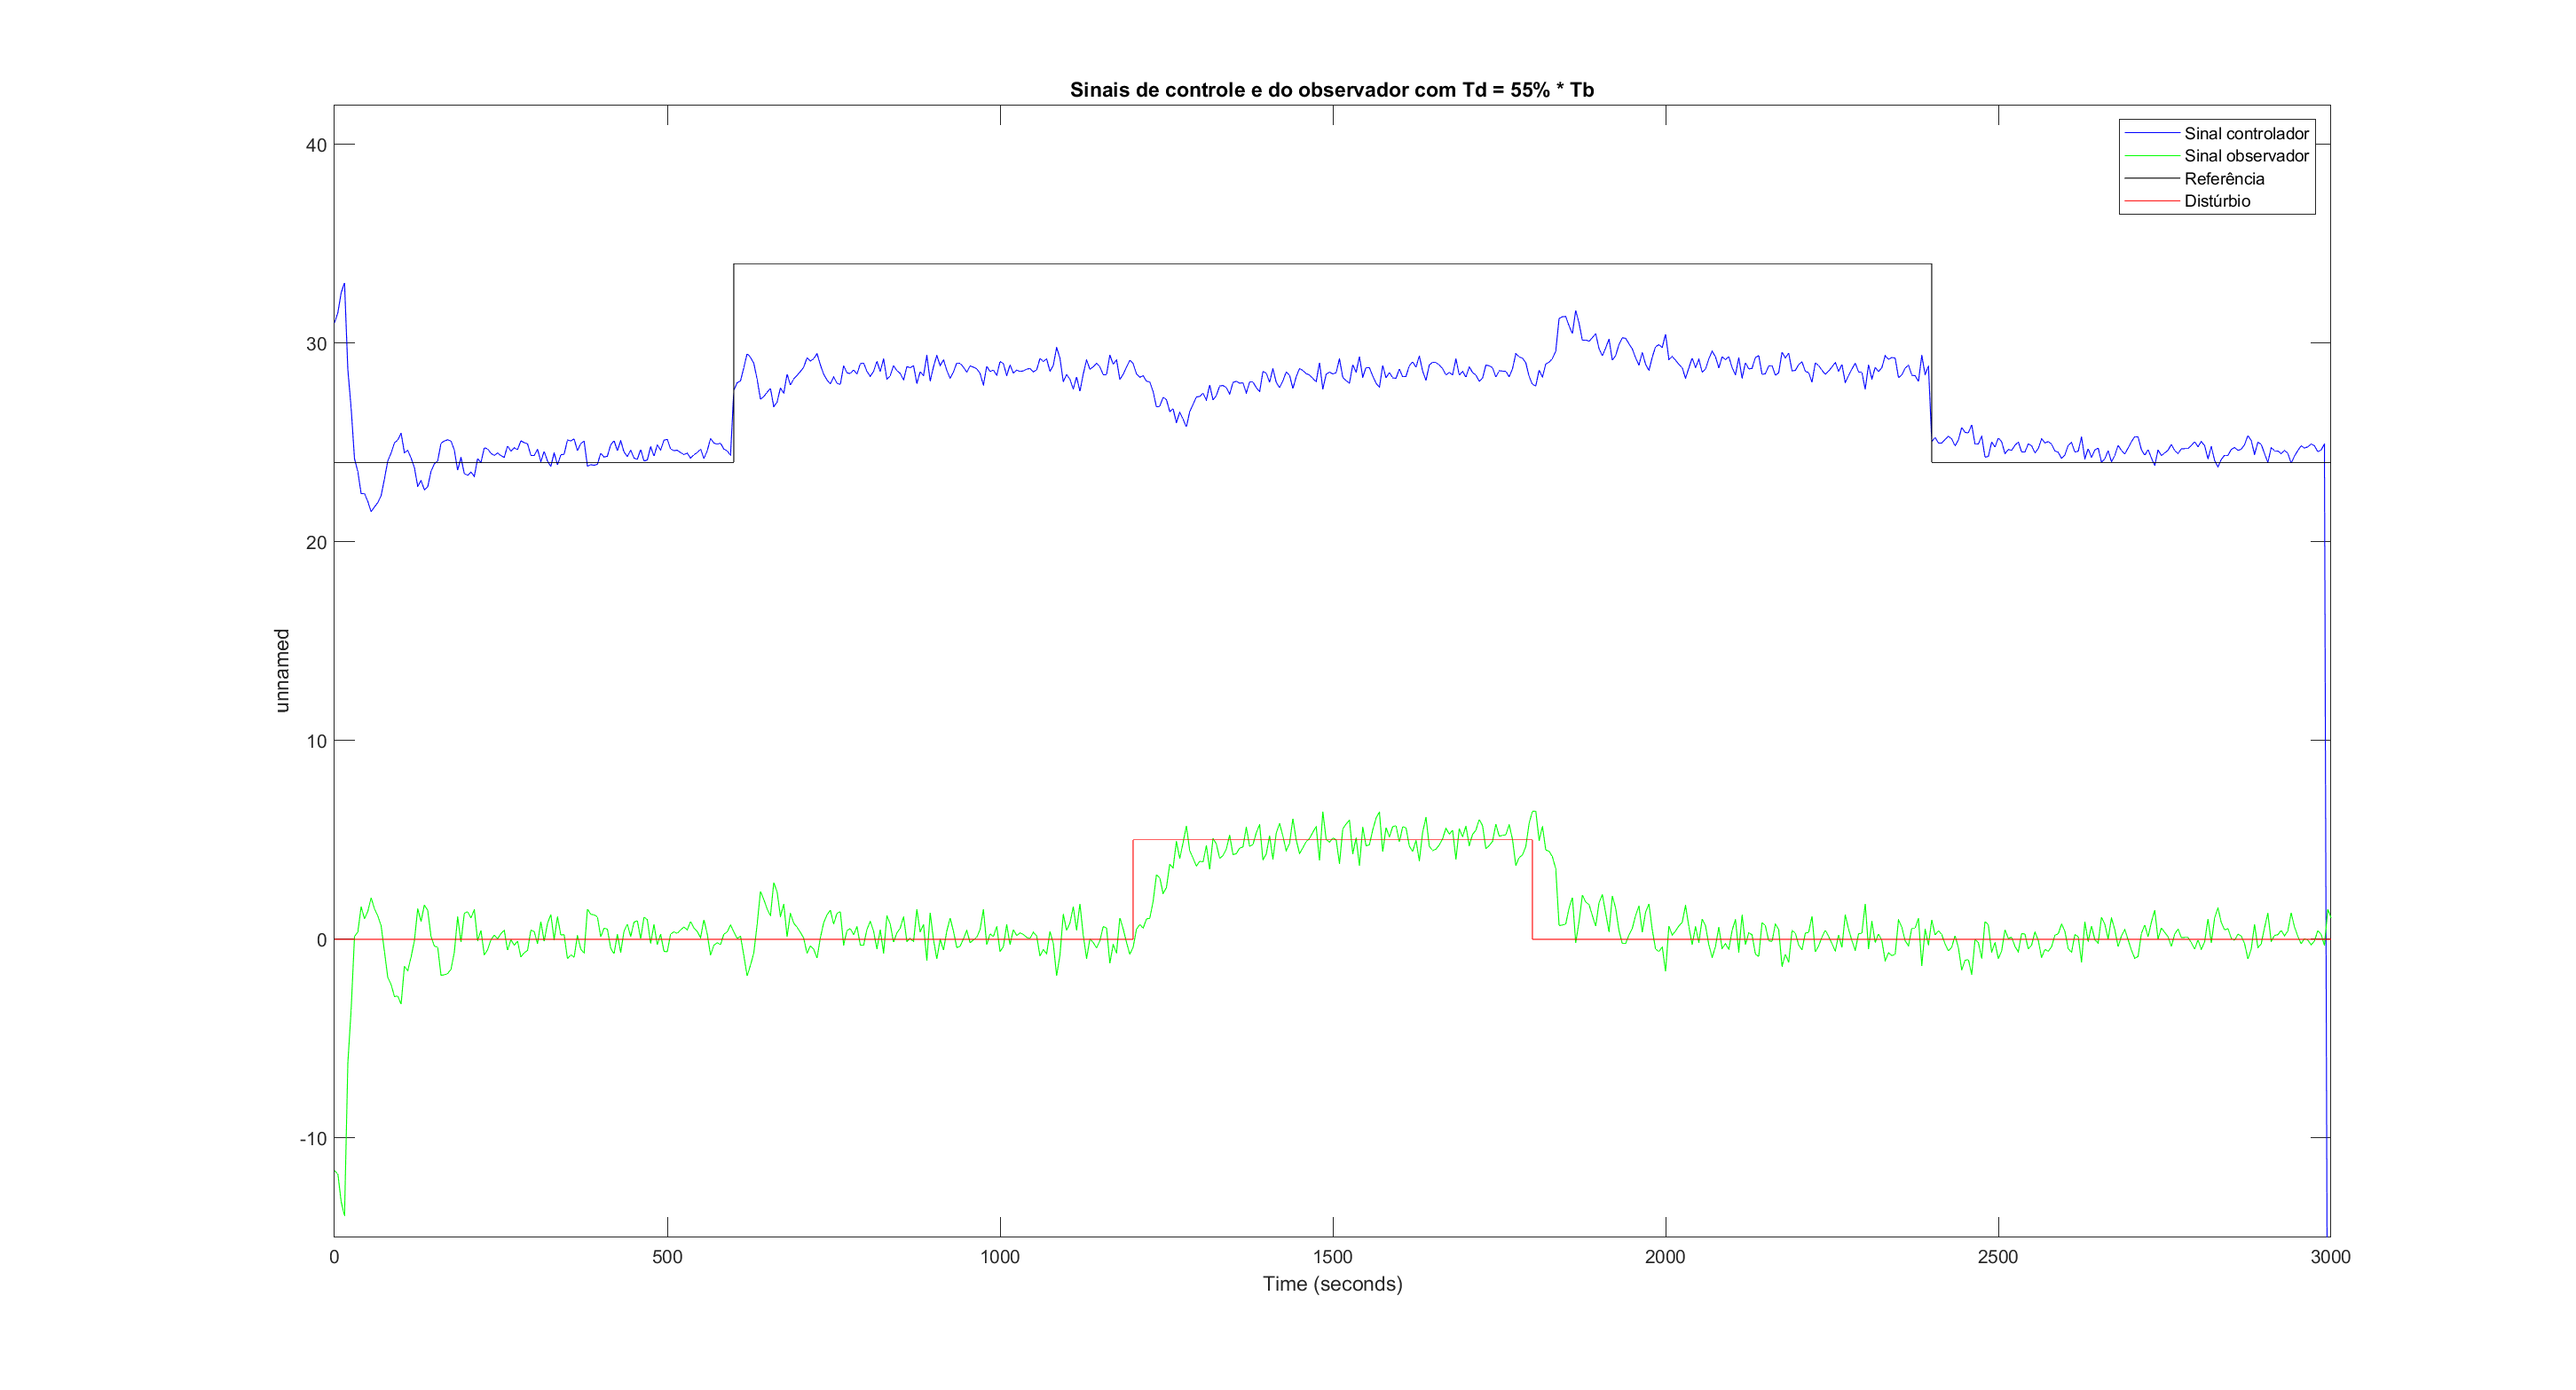 Sinais de controle e do observador com Td = 55% * Tb
Sinal controlador
Sinal observador
Referência
Distúrbio
40
30
20
10
0
-10
unnamed
0 500 1000 1500 2000 2500 3000
Time (seconds)